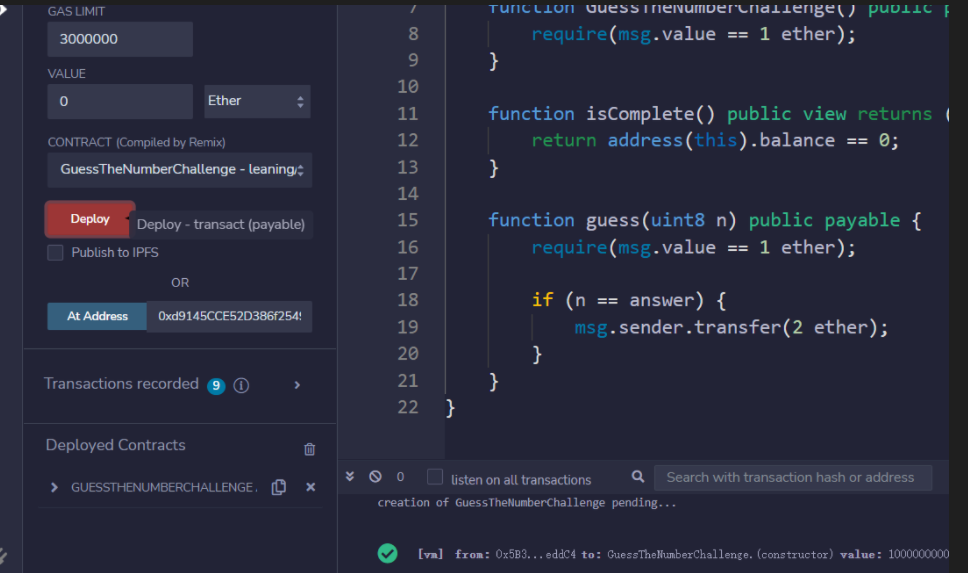 GAS LIMIT
3000000
VALUE
0
Ether
CONTRACT (Compiled by Remix)
GuessTheNumberChallenge - leaning/
Deploy
Deploy - transact (payable)
Publish to IPFS
OR
At Address
0xd9145CCE52D386f254
Transactions recorded 9
Deployed Contracts
GUESSTHENUMBERCHALLENGE.
7 function GuessTheNumberChallenge() public p
8 require(msg.value == 1 ether);
9 }
10
11 function isComplete() public view returns (
12 return address(this).balance == 0;
13 }
14
15 function guess(uint8 n) public payable {
16 require(msg.value == 1 ether);
17
18 if (n == answer) {
19 msg.sender.transfer(2 ether);
20 }
21 }
22 }
0 listen on all transactions Search with transaction hash or address
creation of GuessTheNumberChallenge pending...
[vm] from: 0x5B3...eddC4 to: GuessTheNumberChallenge.(constructor) value: 1000000000